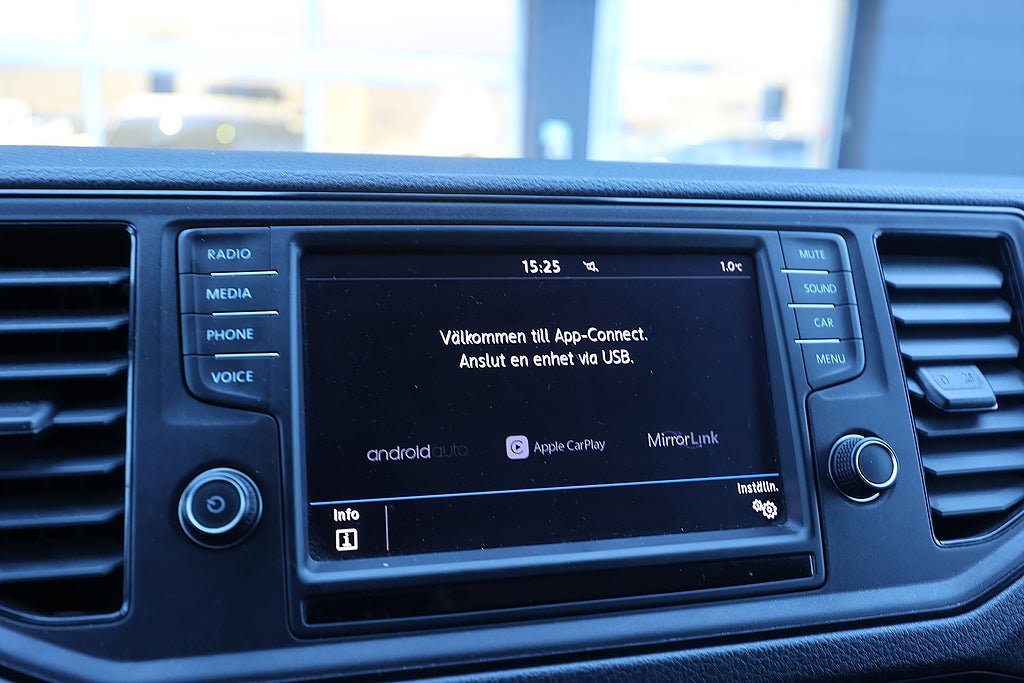 RADIO
MEDIA
PHONE
VOICE
15:25
1.0°C
Välkommen till App-Connect.
Anslut en enhet via USB.
androidauto
Apple CarPlay
MirrorLink
Info
i
Inställn.
MUTE
SOUND
CAR
MENU